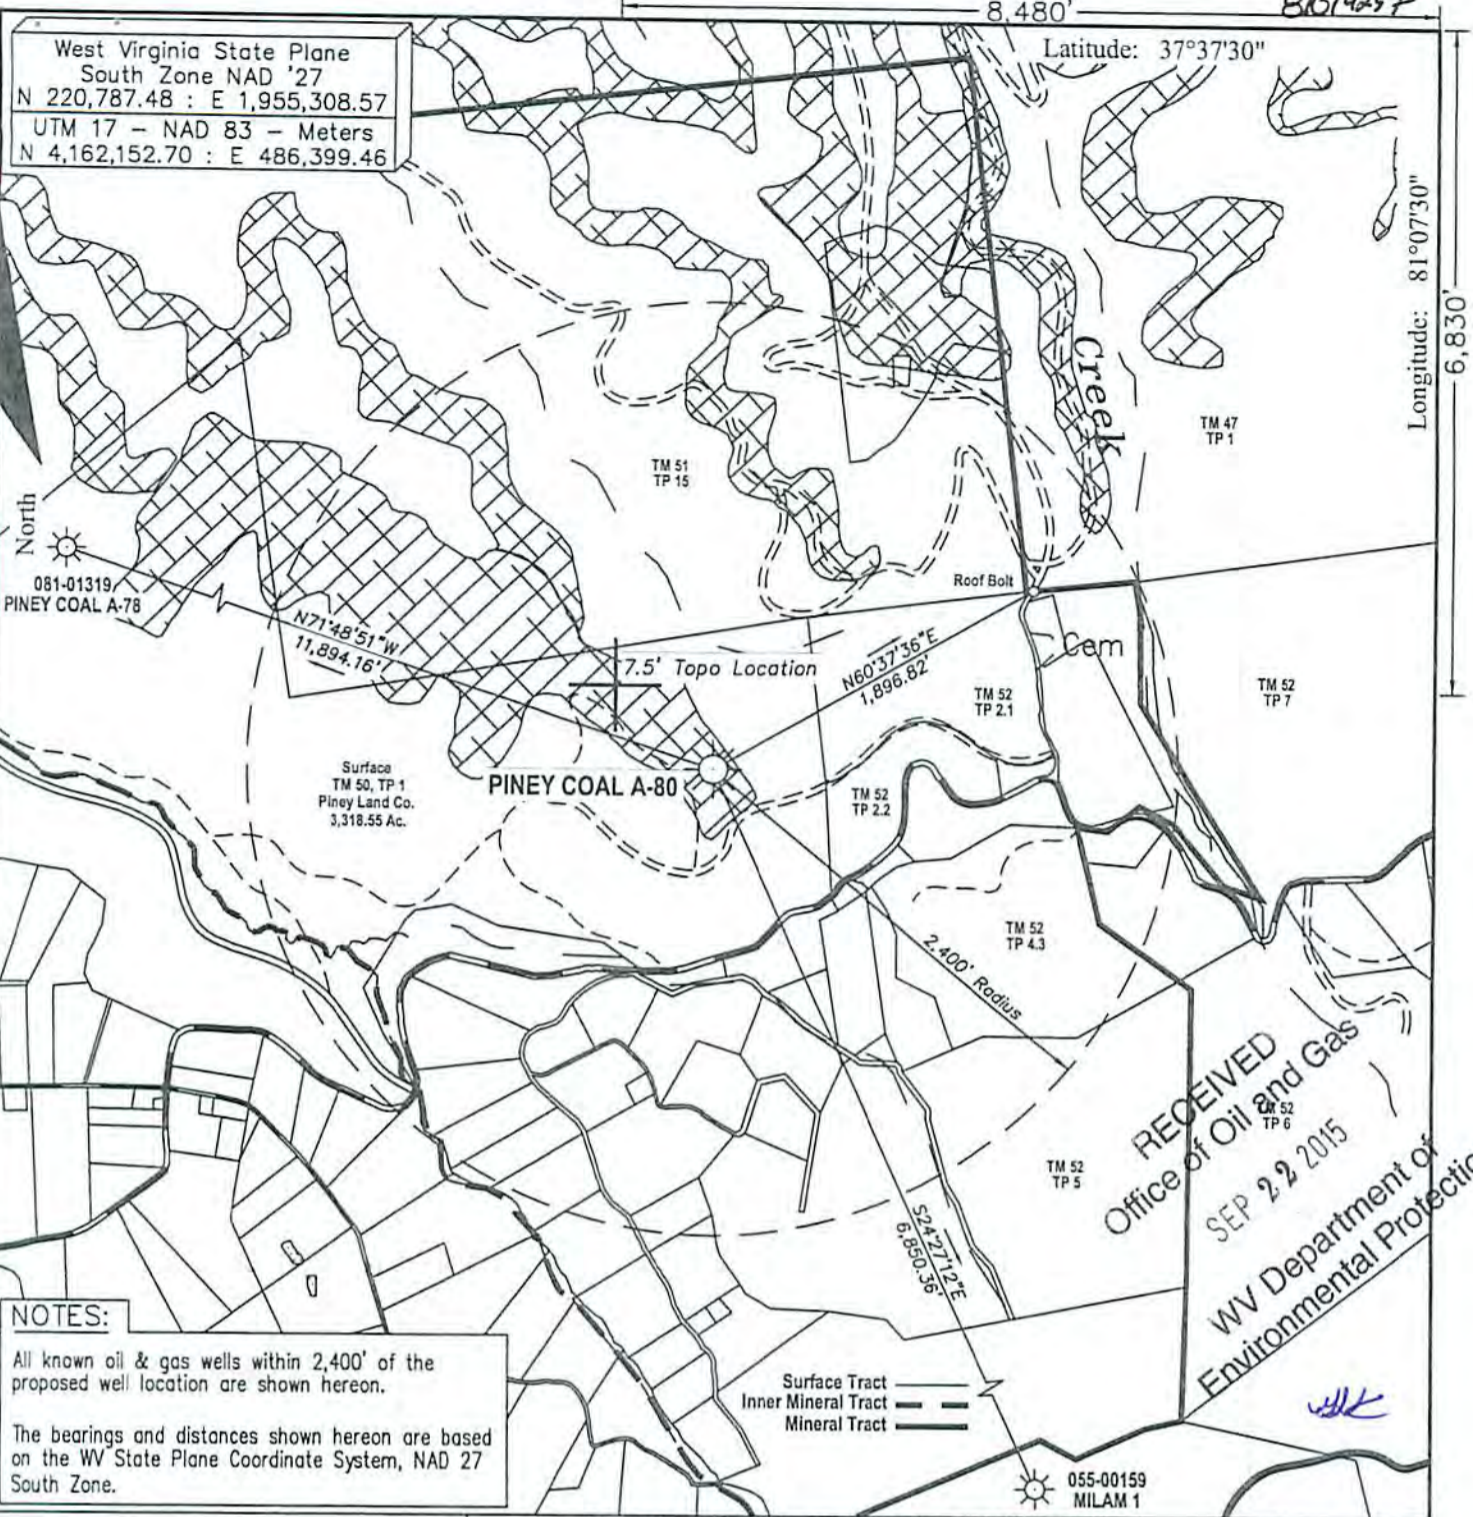 8,480'
West Virginia State Plane
South Zone NAD '27
N 220,787.48 : E 1,955,308.57
UTM 17 - NAD 83 - Meters
N 4,162,152.70 : E 486,399.46
Latitude: 37°37'30"
Longitude: 81°07'30"
6,830'
Creek
TM 47
TP 1
TM 51
TP 15
North
081-01319
PINEY COAL A-78
Roof Bolt
N71°48'51"W
11,894.16'
Cem
7.5' Topo Location
N60°37'36"E
1,896.82'
TM 52
TP 2.1
TM 52
TP 7
Surface
TM 50, TP 1
Piney Land Co.
3,318.55 Ac.
PINEY COAL A-80
TM 52
TP 2.2
TM 52
TP 4.3
2,400' Radius
RECEIVED
Office of Oil and Gas
SEP 22 2015
WV Department of
Environmental Protectio
TM 52
TP 6
TM 52
TP 5
S24°27'12"E
6,850.36'
NOTES:
All known oil & gas wells within 2,400' of the
proposed well location are shown hereon.
The bearings and distances shown hereon are based
on the WV State Plane Coordinate System, NAD 27
South Zone.
Surface Tract
Inner Mineral Tract
Mineral Tract
055-00159
MILAM 1